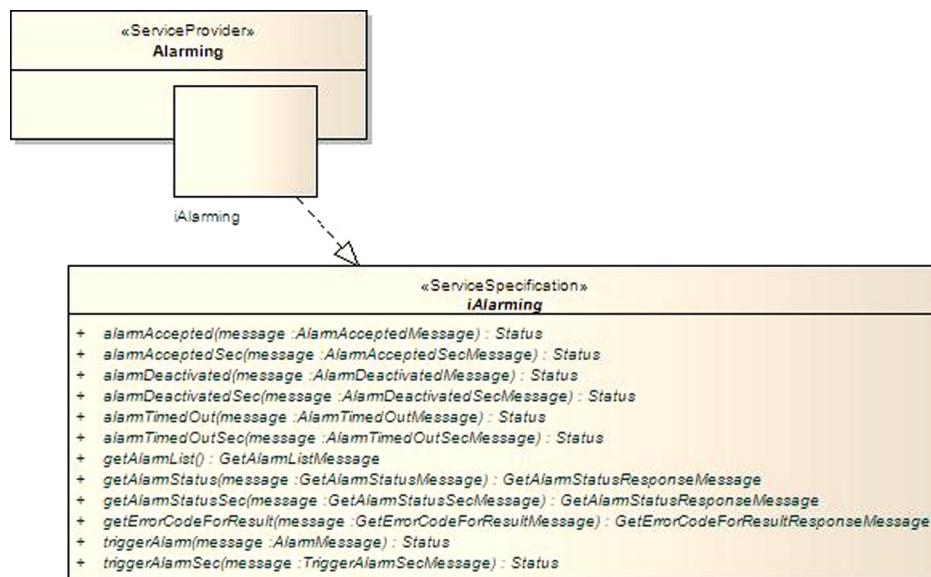 «ServiceProvider»
Alarming
iAlarming
«ServiceSpecification»
iAlarming
+ alarmAccepted(message :AlarmAcceptedMessage) : Status
+ alarmAcceptedSec(message :AlarmAcceptedSecMessage) : Status
+ alarmDeactivated(message :AlarmDeactivatedMessage) : Status
+ alarmDeactivatedSec(message :AlarmDeactivatedSecMessage) : Status
+ alarmTimedOut(message :AlarmTimedOutMessage) : Status
+ alarmTimedOutSec(message :AlarmTimedOutSecMessage) : Status
+ getAlarmList() : GetAlarmListMessage
+ getAlarmStatus(message :GetAlarmStatusMessage) : GetAlarmStatusResponseMessage
+ getAlarmStatusSec(message :GetAlarmStatusSecMessage) : GetAlarmStatusResponseMessage
+ getErrorCodeForResult(message :GetErrorCodeForResultMessage) : GetErrorCodeForResultResponseMessage
+ triggerAlarm(message :AlarmMessage) : Status
+ triggerAlarmSec(message :TriggerAlarmSecMessage) : Status